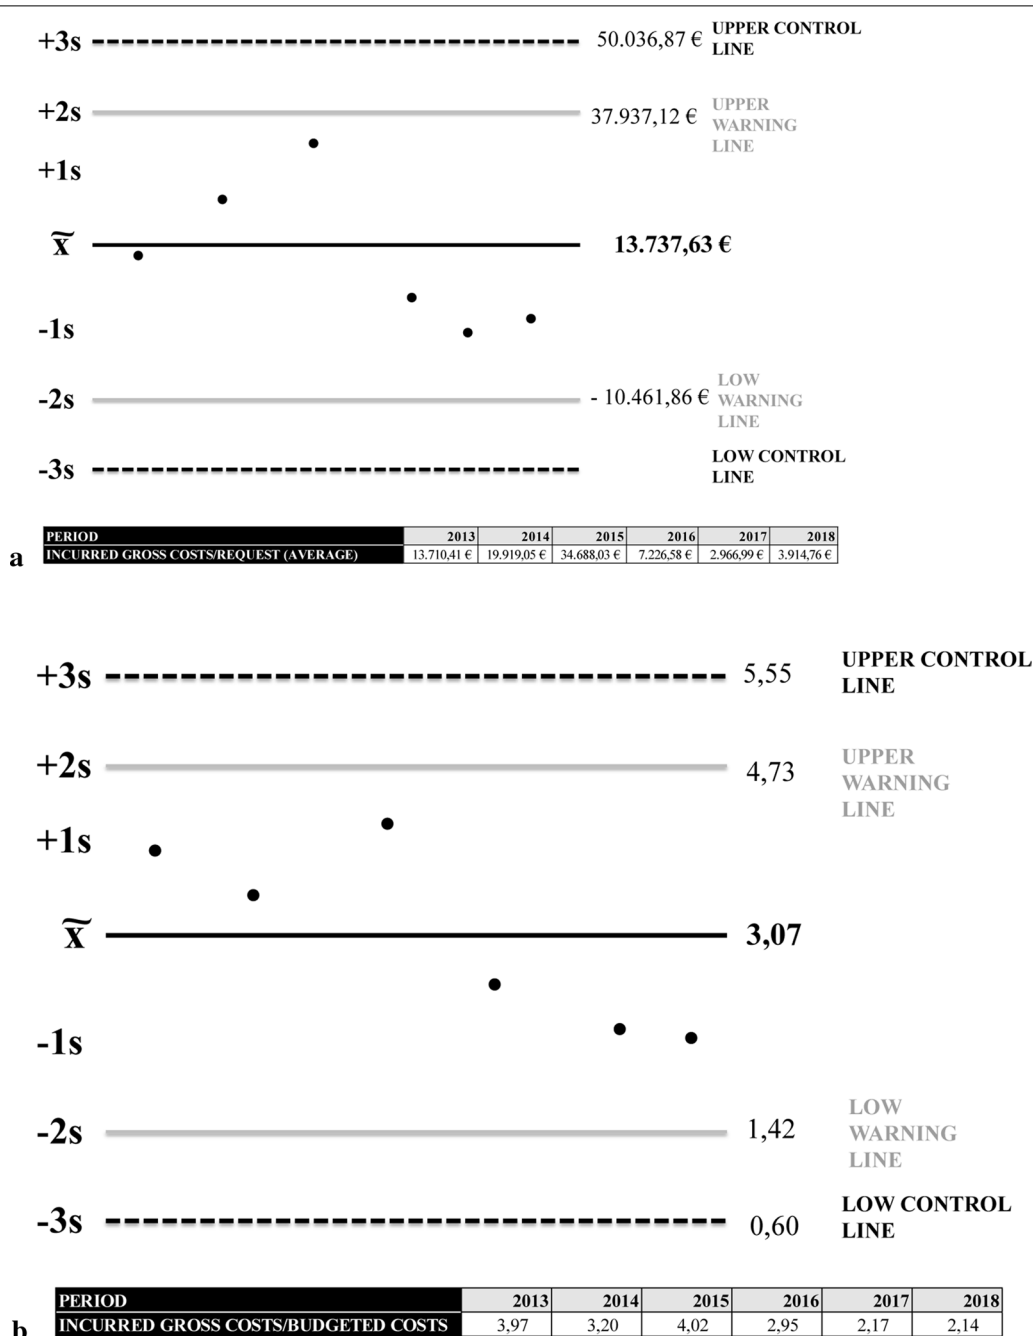 +3s 50.036,87 € UPPER CONTROL
LINE
+2s 37.937,12 € UPPER
WARNING
LINE
+1s
x̃ 13.737,63 €
-1s
-2s - 10.461,86 € LOW
WARNING
LINE
-3s LOW CONTROL
LINE
PERIOD 2013 2014 2015 2016 2017 2018
a INCURRED GROSS COSTS/REQUEST (AVERAGE) 13.710,41 € 19.919,05 € 34.688,03 € 7.226,58 € 2.966,99 € 3.914,76 €
+3s 5,55 UPPER CONTROL
LINE
+2s 4,73 UPPER
WARNING
LINE
+1s
x̃ 3,07
-1s
-2s 1,42 LOW
WARNING
LINE
-3s 0,60 LOW CONTROL
LINE
PERIOD 2013 2014 2015 2016 2017 2018
b INCURRED GROSS COSTS/BUDGETED COSTS 3,97 3,20 4,02 2,95 2,17 2,14